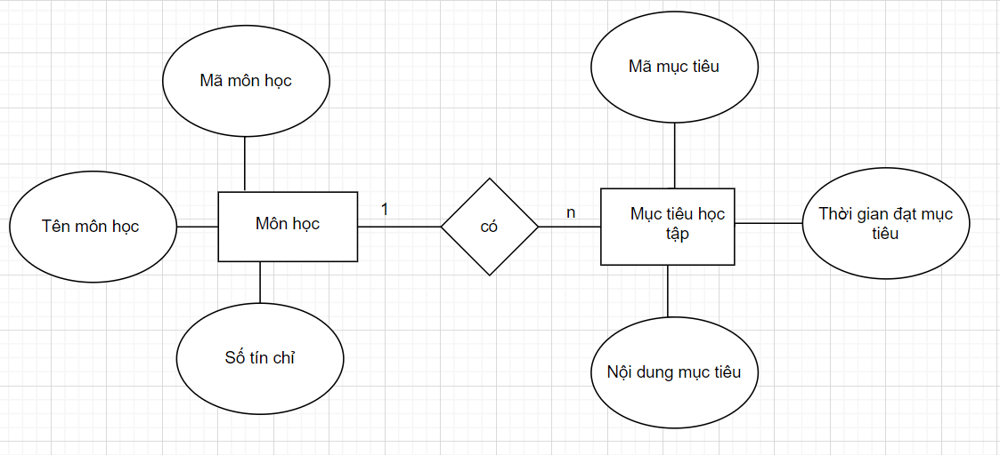 Mã môn học
Mã mục tiêu
Tên môn học
Môn học
1
có
n
Mục tiêu học
tập
Thời gian đạt mục
tiêu
Số tín chỉ
Nội dung mục tiêu